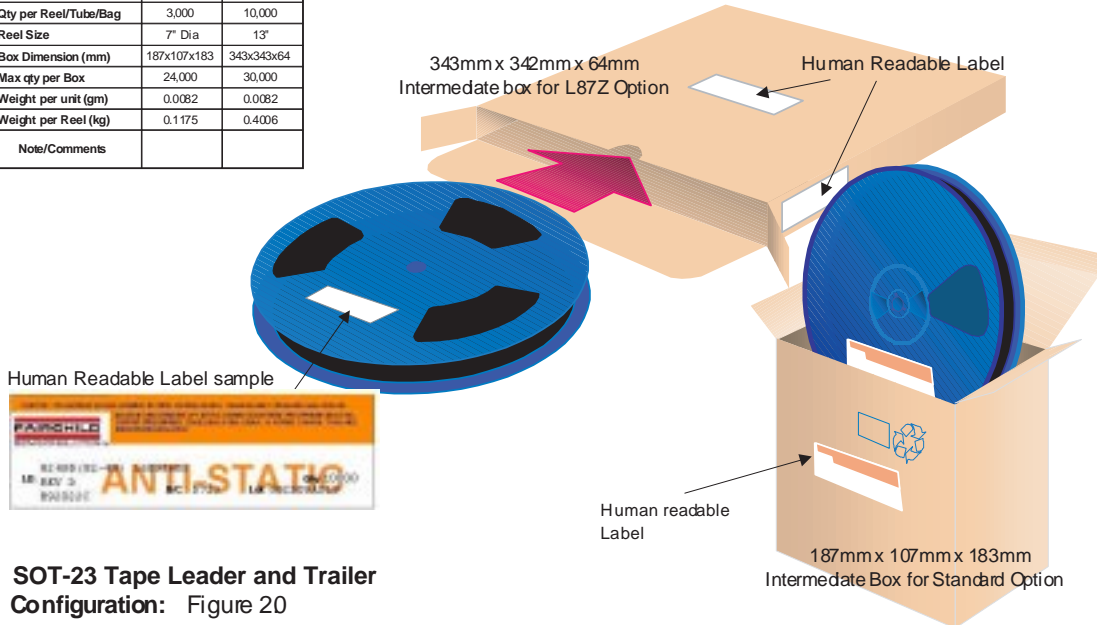 Qty per Reel/Tube/Bag 3,000 10,000
Reel Size 7" Dia 13"
Box Dimension (mm) 187x107x183 343x343x64
Max qty per Box 24,000 30,000
Weight per unit (gm) 0.0082 0.0082
Weight per Reel (kg) 0.1175 0.4006
Note/Comments
343mm x 342mm x 64mm
Intermediate box for L87Z Option
Human Readable Label
Human Readable Label sample
FAIRCHILD
ANTI-STATIC
Human readable
Label
187mm x 107mm x 183mm
Intermediate Box for Standard Option
SOT-23 Tape Leader and Trailer
Configuration: Figure 2.0